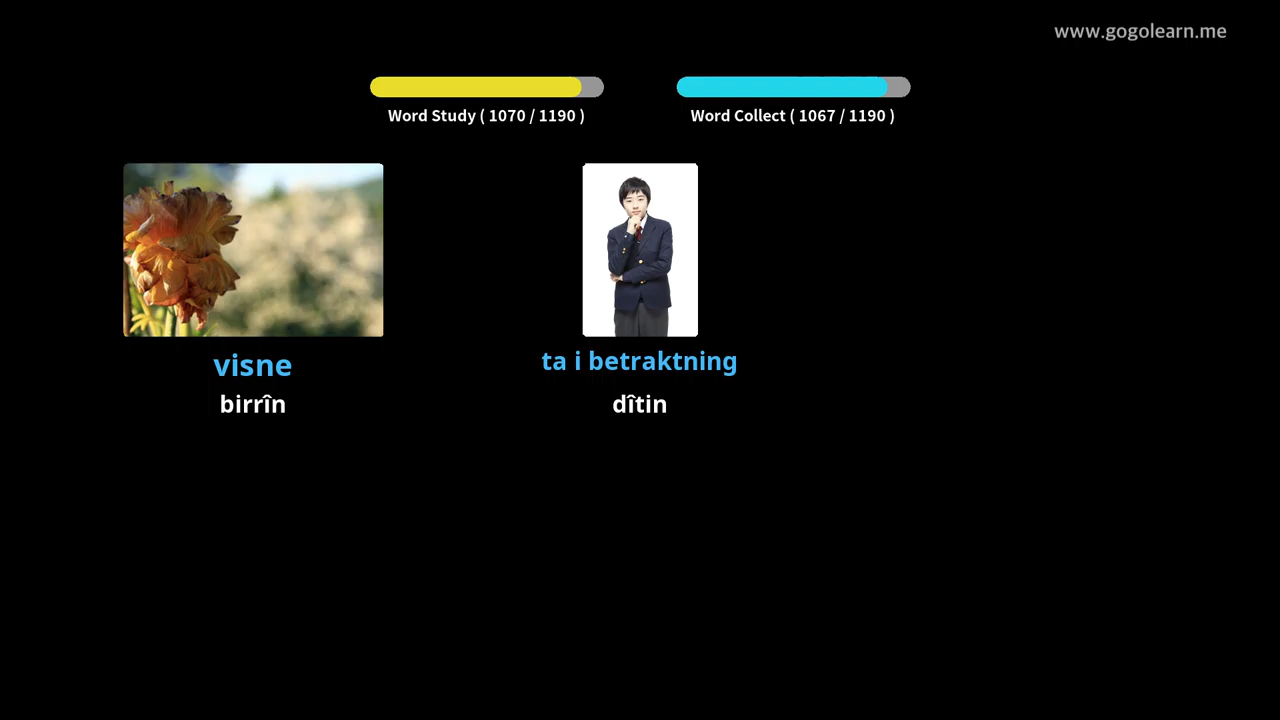 www.gogolearn.me
Word Study ( 1070 / 1190 )
Word Collect ( 1067 / 1190 )
visne
birrîn
ta i betraktning
dîtin